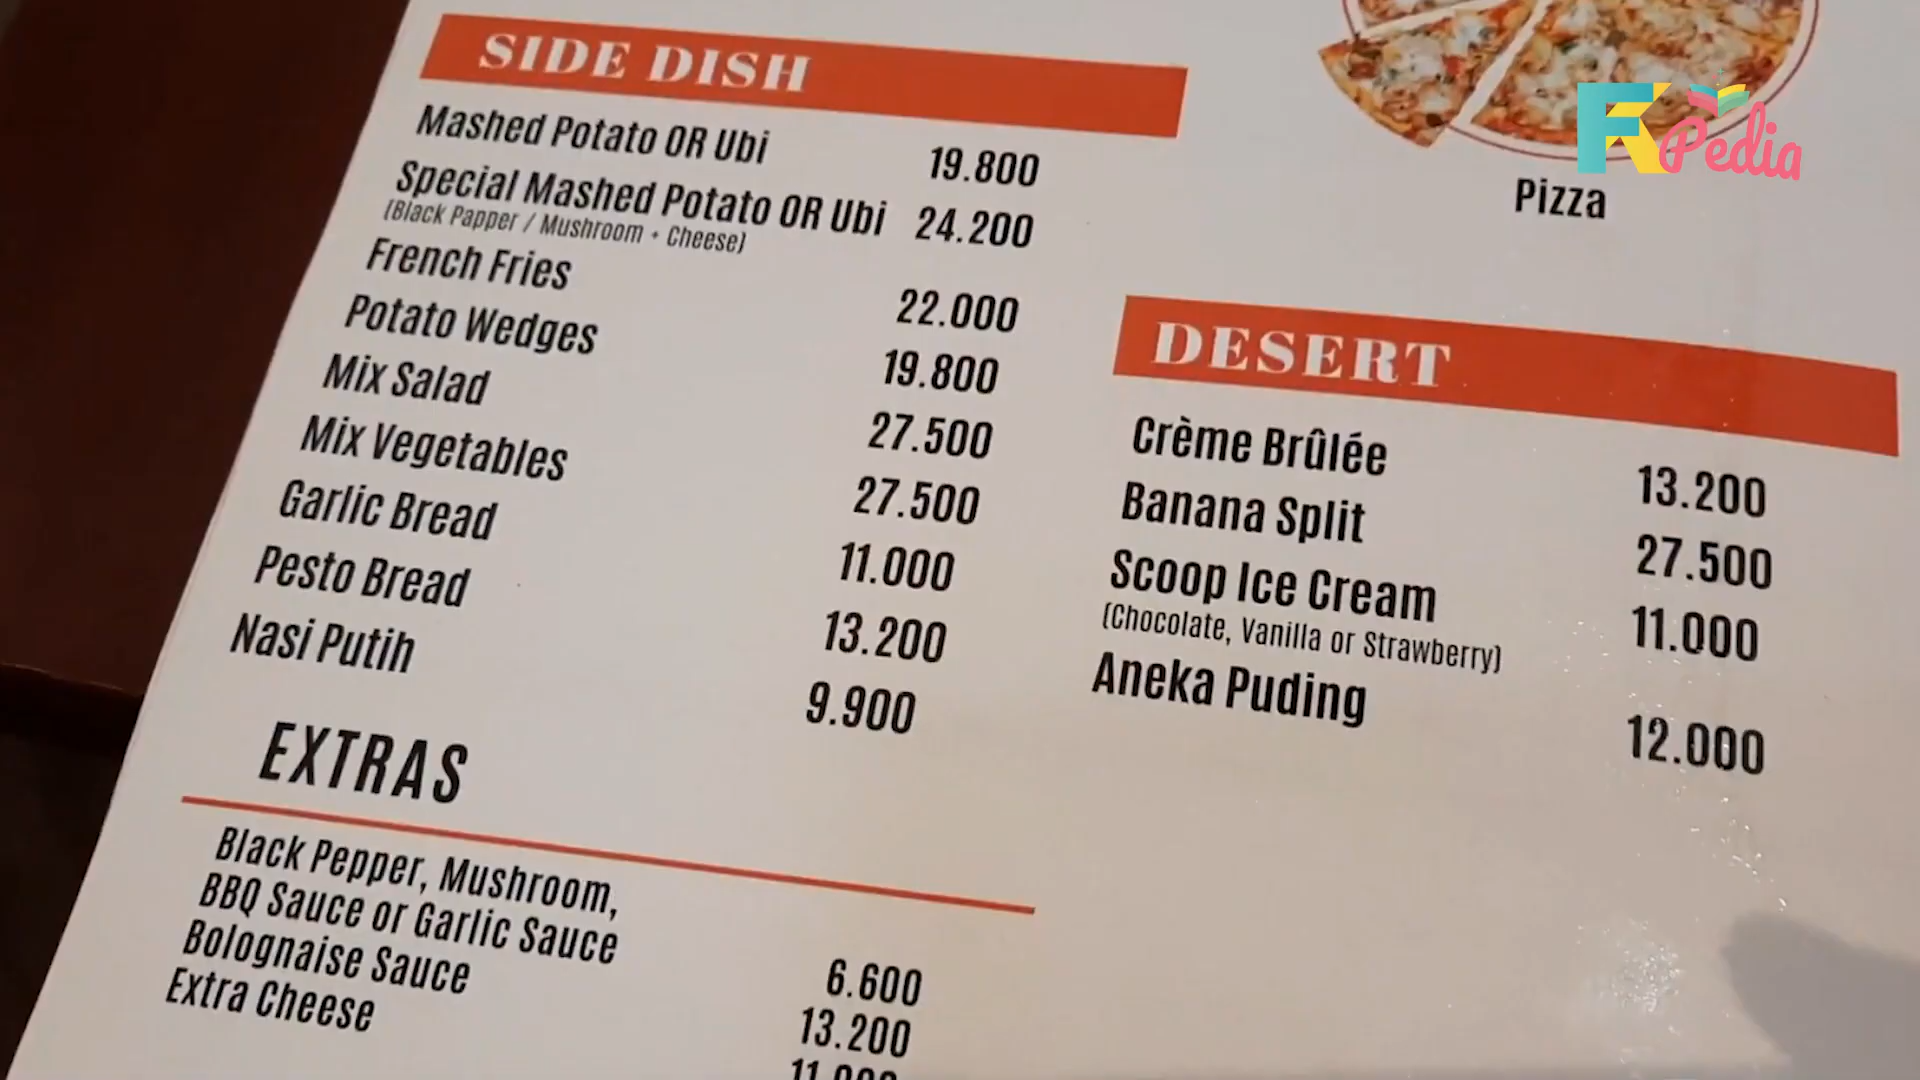 SIDE DISH
Mashed Potato OR Ubi 19.800
Special Mashed Potato OR Ubi 24.200
(Black Papper / Mushroom + Cheese)
French Fries 22.000
Potato Wedges 19.800
Mix Salad 27.500
Mix Vegetables 27.500
Garlic Bread 11.000
Pesto Bread 13.200
Nasi Putih 9.900
EXTRAS
Black Pepper, Mushroom,
BBQ Sauce or Garlic Sauce 6.600
Bolognaise Sauce 13.200
Extra Cheese 11.000
FK Pedia
Pizza
DESERT
Crème Brûlée 13.200
Banana Split 27.500
Scoop Ice Cream 11.000
(Chocolate, Vanilla or Strawberry)
Aneka Puding 12.000